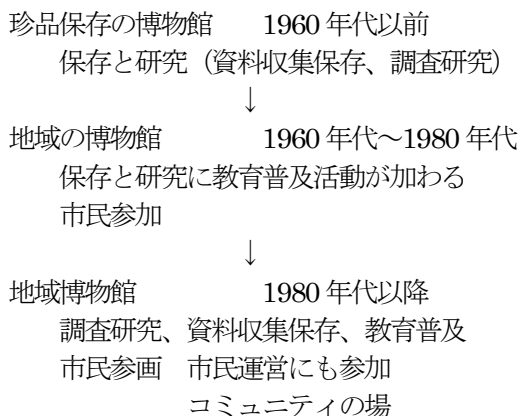 珍品保存の博物館　　1960 年代以前
保存と研究（資料収集保存、調査研究）
↓
地域の博物館　　　　1960 年代～1980 年代
保存と研究に教育普及活動が加わる
市民参加
↓
地域博物館　　　　　1980 年代以降
調査研究、資料収集保存、教育普及
市民参画　市民運営にも参加
コミュニティの場